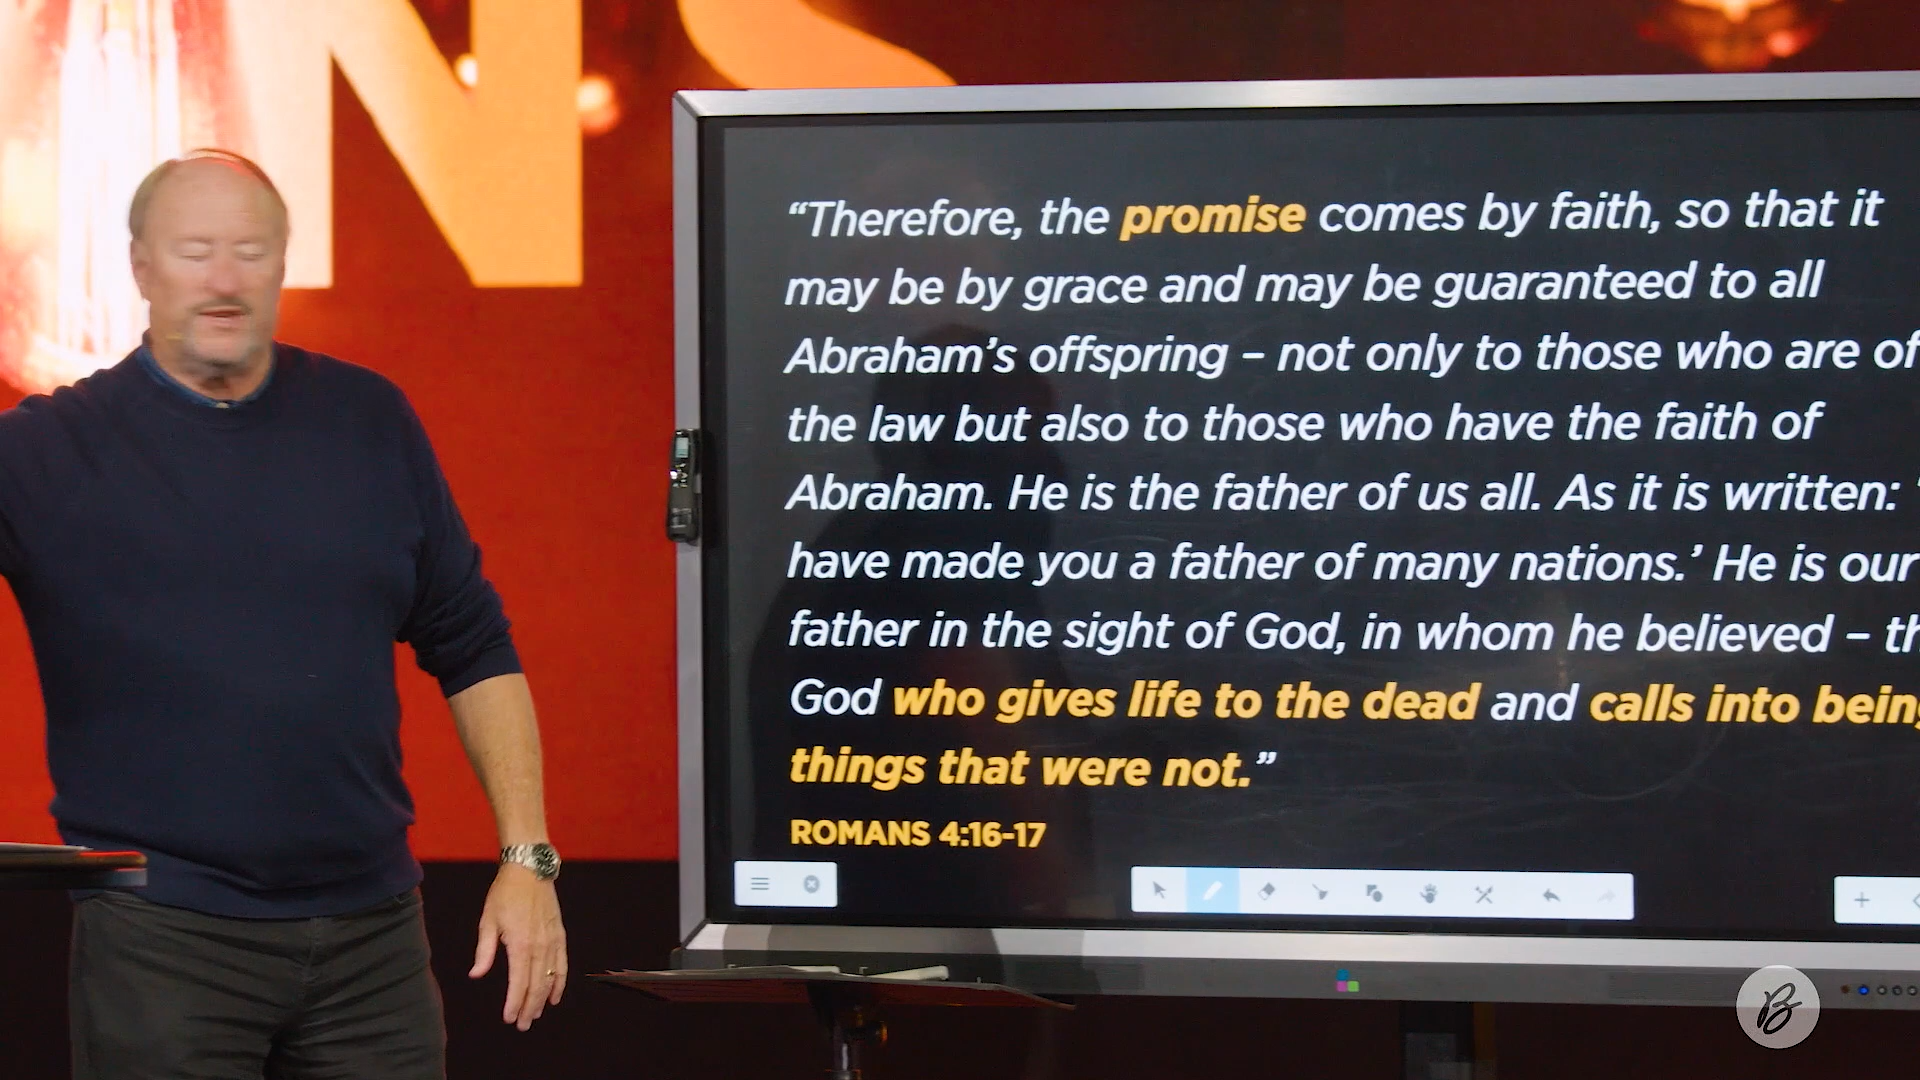 NS
“Therefore, the promise comes by faith, so that it
may be by grace and may be guaranteed to all
Abraham’s offspring – not only to those who are of
the law but also to those who have the faith of
Abraham. He is the father of us all. As it is written: ‘
have made you a father of many nations.’ He is our
father in the sight of God, in whom he believed – th
God who gives life to the dead and calls into being
things that were not.”
ROMANS 4:16-17
B